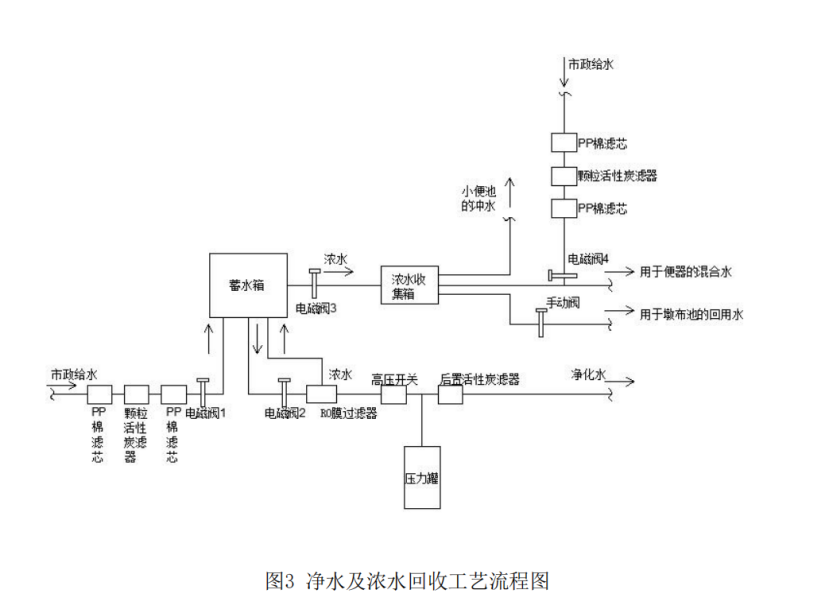 市政给水
PP棉滤芯
颗粒活性炭滤器
PP棉滤芯
小便池
的冲水
电磁阀4
用于便器的混合水
浓水
蓄水箱
浓水收
集箱
电磁阀3
手动阀
用于墩布池的回用水
市政给水
浓水
高压开关
后置活性炭滤器
净化水
PP
棉
滤
芯
颗粒
活性
炭滤
器
PP
棉
滤
芯
电磁阀1
电磁阀2
RO膜过滤器
压力罐
图3 净水及浓水回收工艺流程图